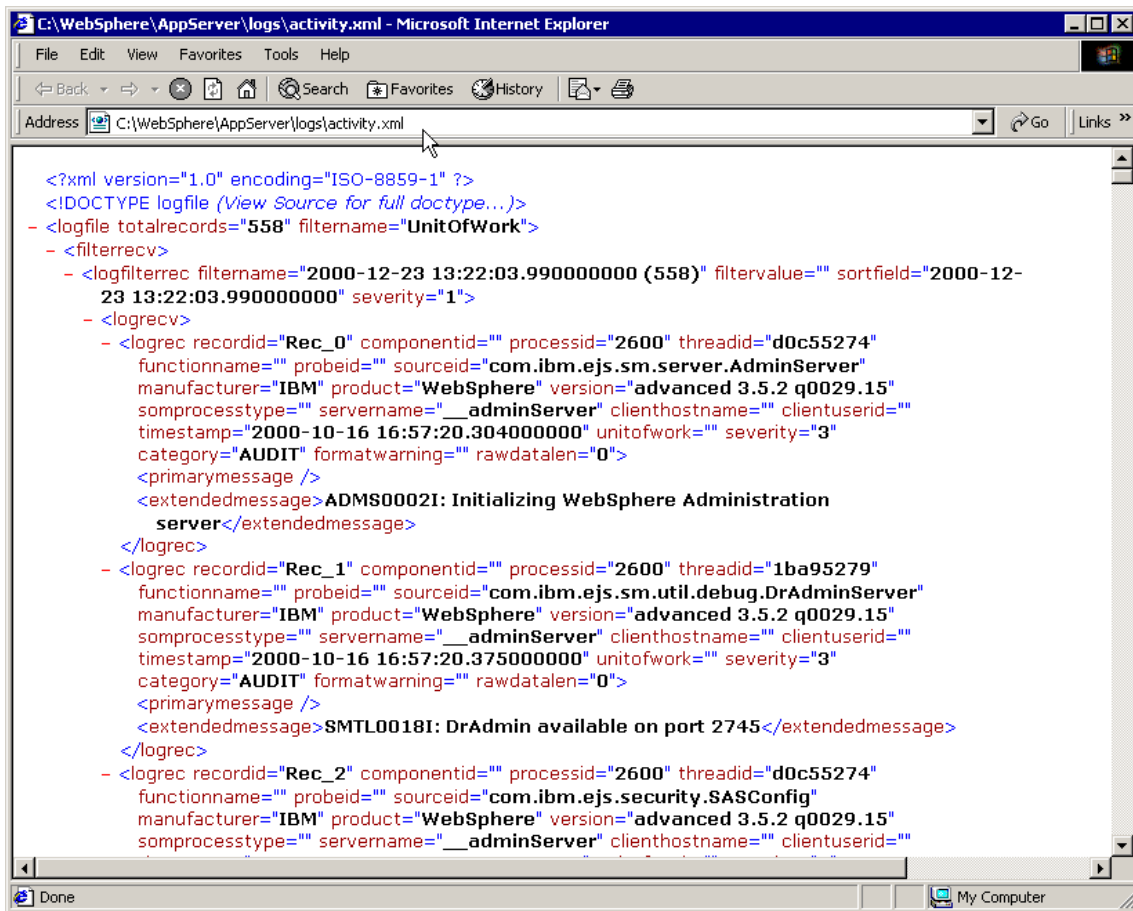 C:\WebSphere\AppServer\logs\activity.xml - Microsoft Internet Explorer
File Edit View Favorites Tools Help
Back Search Favorites History
Address C:\WebSphere\AppServer\logs\activity.xml Go Links »
<?xml version="1.0" encoding="ISO-8859-1" ?>
<!DOCTYPE logfile (View Source for full doctype...)>
- <logfile totalrecords="558" filtername="UnitOfWork">
- <filterrecv>
- <logfilterrec filtername="2000-12-23 13:22:03.990000000 (558)" filtervalue="" sortfield="2000-12-
23 13:22:03.990000000" severity="1">
- <logrecv>
- <logrec recordid="Rec_0" componentid="" processid="2600" threadid="d0c55274"
functionname="" probeid="" sourceid="com.ibm.ejs.sm.server.AdminServer"
manufacturer="IBM" product="WebSphere" version="advanced 3.5.2 q0029.15"
somprocesstype="" servername="__adminServer" clienthostname="" clientuserid=""
timestamp="2000-10-16 16:57:20.304000000" unitofwork="" severity="3"
category="AUDIT" formatwarning="" rawdatalen="0">
<primarymessage />
<extendedmessage>ADMS0002I: Initializing WebSphere Administration
server</extendedmessage>
</logrec>
- <logrec recordid="Rec_1" componentid="" processid="2600" threadid="1ba95279"
functionname="" probeid="" sourceid="com.ibm.ejs.sm.util.debug.DrAdminServer"
manufacturer="IBM" product="WebSphere" version="advanced 3.5.2 q0029.15"
somprocesstype="" servername="__adminServer" clienthostname="" clientuserid=""
timestamp="2000-10-16 16:57:20.375000000" unitofwork="" severity="3"
category="AUDIT" formatwarning="" rawdatalen="0">
<primarymessage />
<extendedmessage>SMTL0018I: DrAdmin available on port 2745</extendedmessage>
</logrec>
- <logrec recordid="Rec_2" componentid="" processid="2600" threadid="d0c55274"
functionname="" probeid="" sourceid="com.ibm.ejs.security.SASConfig"
manufacturer="IBM" product="WebSphere" version="advanced 3.5.2 q0029.15"
somprocesstype="" servername="__adminServer" clienthostname="" clientuserid=""
Done My Computer